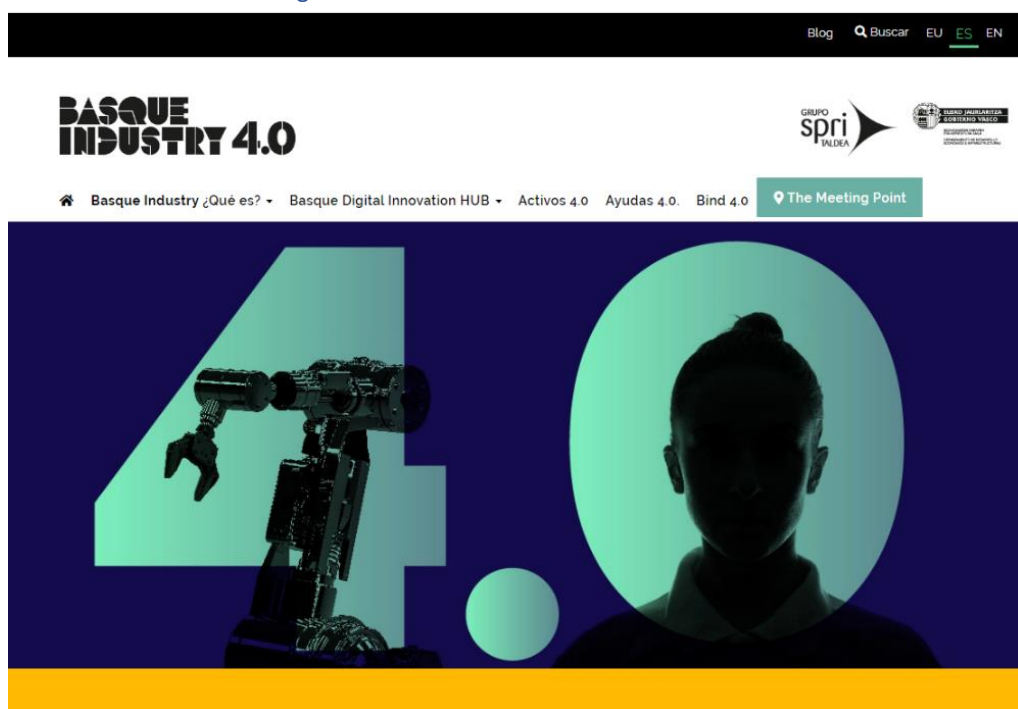 Blog Buscar EU ES EN
BASQUE
INDUSTRY 4.0
GRUPO
spri
TALDEA
EUSKO JAURLARITZA
GOBIERNO VASCO
Basque Industry ¿Qué es? Basque Digital Innovation HUB Activos 4.0 Ayudas 4.0. Bind 4.0 The Meeting Point
4.0